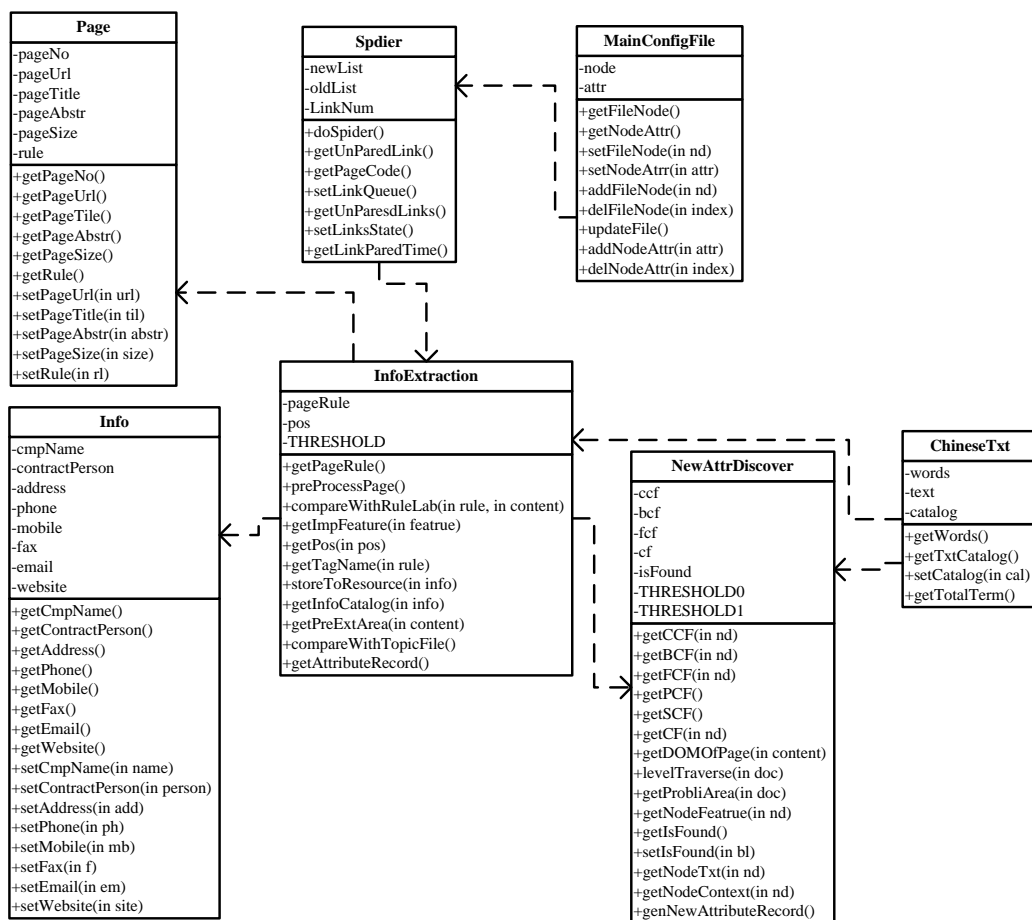 Page
-pageNo
-pageUrl
-pageTitle
-pageAbstr
-pageSize
-rule
+getPageNo()
+getPageUrl()
+getPageTile()
+getPageAbstr()
+getPageSize()
+getRule()
+setPageUrl(in url)
+setPageTitle(in til)
+setPageAbstr(in abstr)
+setPageSize(in size)
+setRule(in rl)
Spdier
-newList
-oldList
-LinkNum
+doSpider()
+getUnParedLink()
+getPageCode()
+setLinkQueue()
+getUnParesdLinks()
+setLinksState()
+getLinkParedTime()
MainConfigFile
-node
-attr
+getFileNode()
+getNodeAttr()
+setFileNode(in nd)
+setNodeAtrr(in attr)
+addFileNode(in nd)
+delFileNode(in index)
+updateFile()
+addNodeAttr(in attr)
+delNodeAttr(in index)
Info
-cmpName
-contractPerson
-address
-phone
-mobile
-fax
-email
-website
+getCmpName()
+getContractPerson()
+getAddress()
+getPhone()
+getMobile()
+getFax()
+getEmail()
+getWebsite()
+setCmpName(in name)
+setContractPerson(in person)
+setAddress(in add)
+setPhone(in ph)
+setMobile(in mb)
+setFax(in f)
+setEmail(in em)
+setWebsite(in site)
InfoExtraction
-pageRule
-pos
-THRESHOLD
+getPageRule()
+preProcessPage()
+compareWithRuleLab(in rule, in content)
+getImpFeature(in featrue)
+getPos(in pos)
+getTagName(in rule)
+storeToResource(in info)
+getInfoCatalog(in info)
+getPreExtArea(in content)
+compareWithTopicFile()
+getAttributeRecord()
NewAttrDiscover
-ccf
-bcf
-fcf
-cf
-isFound
-THRESHOLD0
-THRESHOLD1
+getCCF(in nd)
+getBCF(in nd)
+getFCF(in nd)
+getPCF()
+getSCF()
+getCF(in nd)
+getDOMOfPage(in content)
+levelTraverse(in doc)
+getProbliArea(in doc)
+getNodeFeatrue(in nd)
+getIsFound()
+setIsFound(in bl)
+getNodeTxt(in nd)
+getNodeContext(in nd)
+genNewAttributeRecord()
ChineseTxt
-words
-text
-catalog
+getWords()
+getTxtCatalog()
+setCatalog(in cal)
+getTotalTerm()